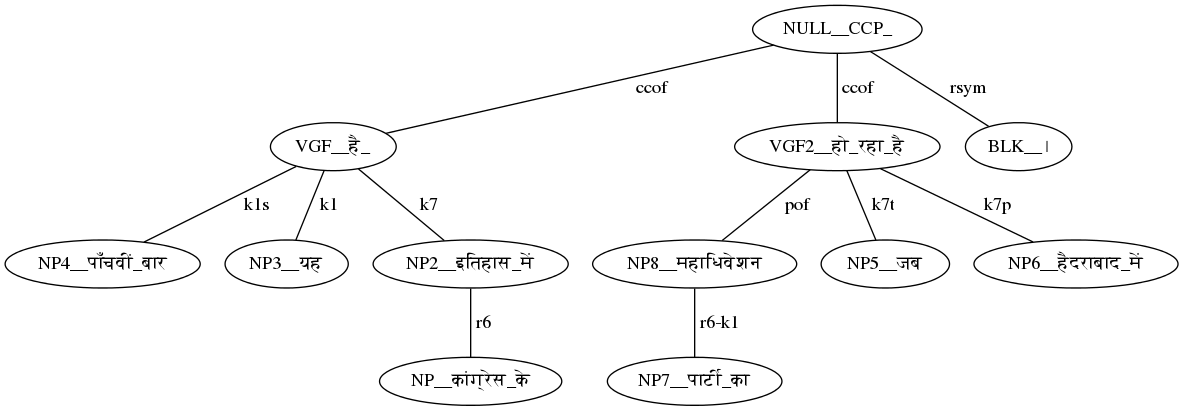 NULL__CCP_
ccof ccof rsym
VGF__है_ VGF2__हो_रहा_है BLK__।
k1s k1 k7 pof k7t k7p
NP4__पाँचवीं_बार NP3__यह NP2__इतिहास_में NP8__महाधिवेशन NP5__जब NP6__हैदराबाद_में
r6 r6-k1
NP__कांग्रेस_के NP7__पार्टी_का